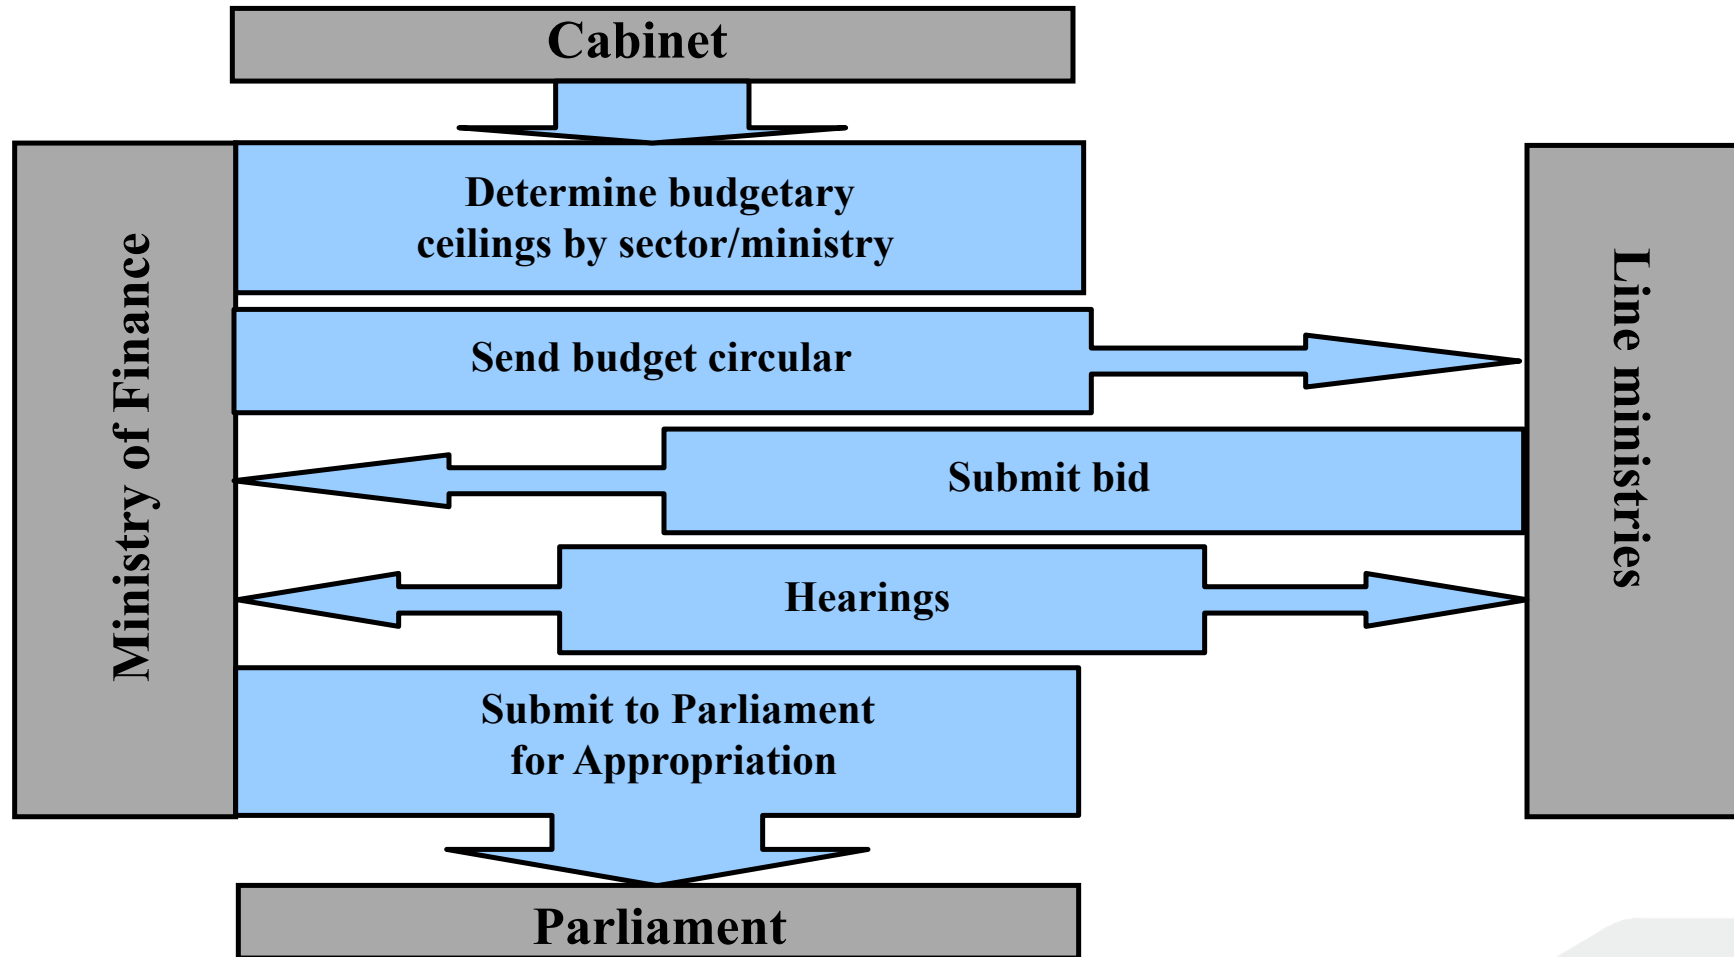 Cabinet
Ministry of Finance
Determine budgetary
ceilings by sector/ministry
Send budget circular
Submit bid
Hearings
Submit to Parliament
for Appropriation
Line ministries
Parliament